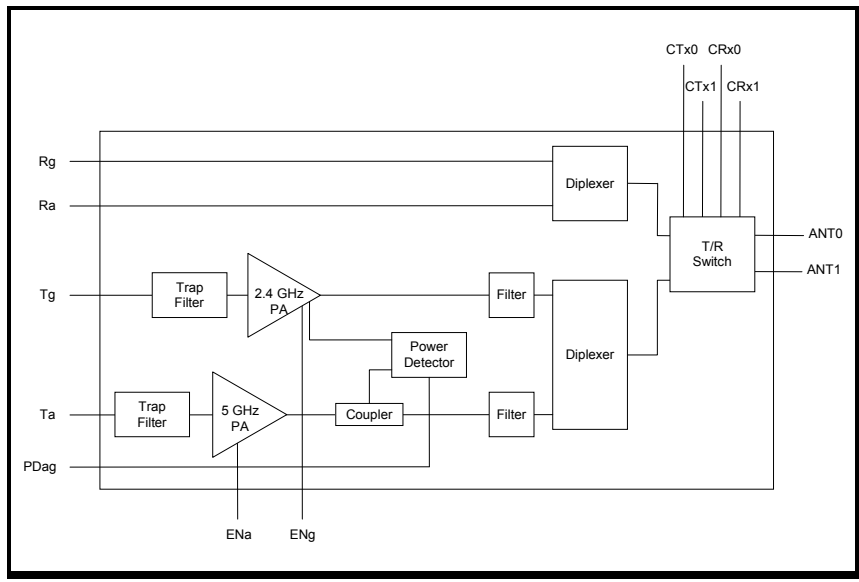 CTx0 CRx0
CTx1 CRx1
Rg
Ra
Diplexer
T/R
Switch
ANT0
ANT1
Tg
Trap
Filter
2.4 GHz
PA
Filter
Power
Detector
Diplexer
Ta
Trap
Filter
5 GHz
PA
Coupler
Filter
PDag
ENa
ENg